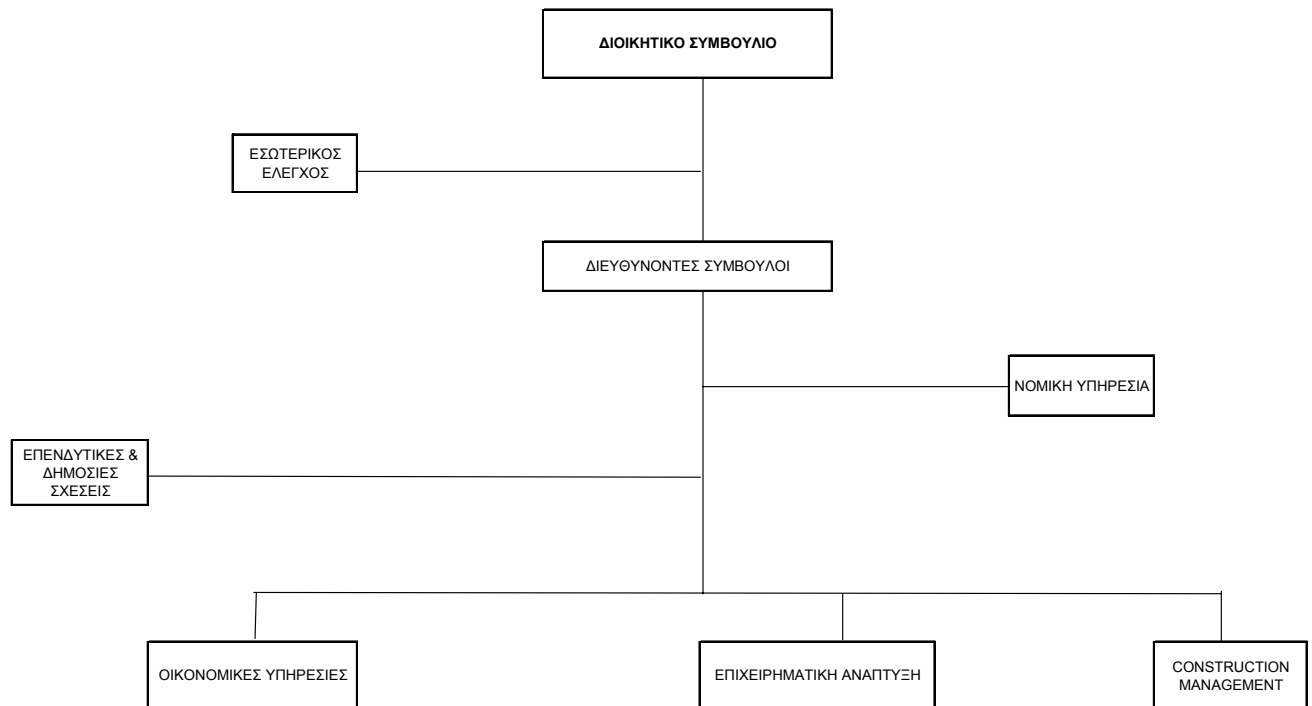 ΔΙΟΙΚΗΤΙΚΟ ΣΥΜΒΟΥΛΙΟ
ΕΣΩΤΕΡΙΚΟΣ
ΕΛΕΓΧΟΣ
ΔΙΕΥΘΥΝΟΝΤΕΣ ΣΥΜΒΟΥΛΟΙ
ΝΟΜΙΚΗ ΥΠΗΡΕΣΙΑ
ΕΠΕΝΔΥΤΙΚΕΣ &
ΔΗΜΟΣΙΕΣ
ΣΧΕΣΕΙΣ
ΟΙΚΟΝΟΜΙΚΕΣ ΥΠΗΡΕΣΙΕΣ
ΕΠΙΧΕΙΡΗΜΑΤΙΚΗ ΑΝΑΠΤΥΞΗ
CONSTRUCTION
MANAGEMENT